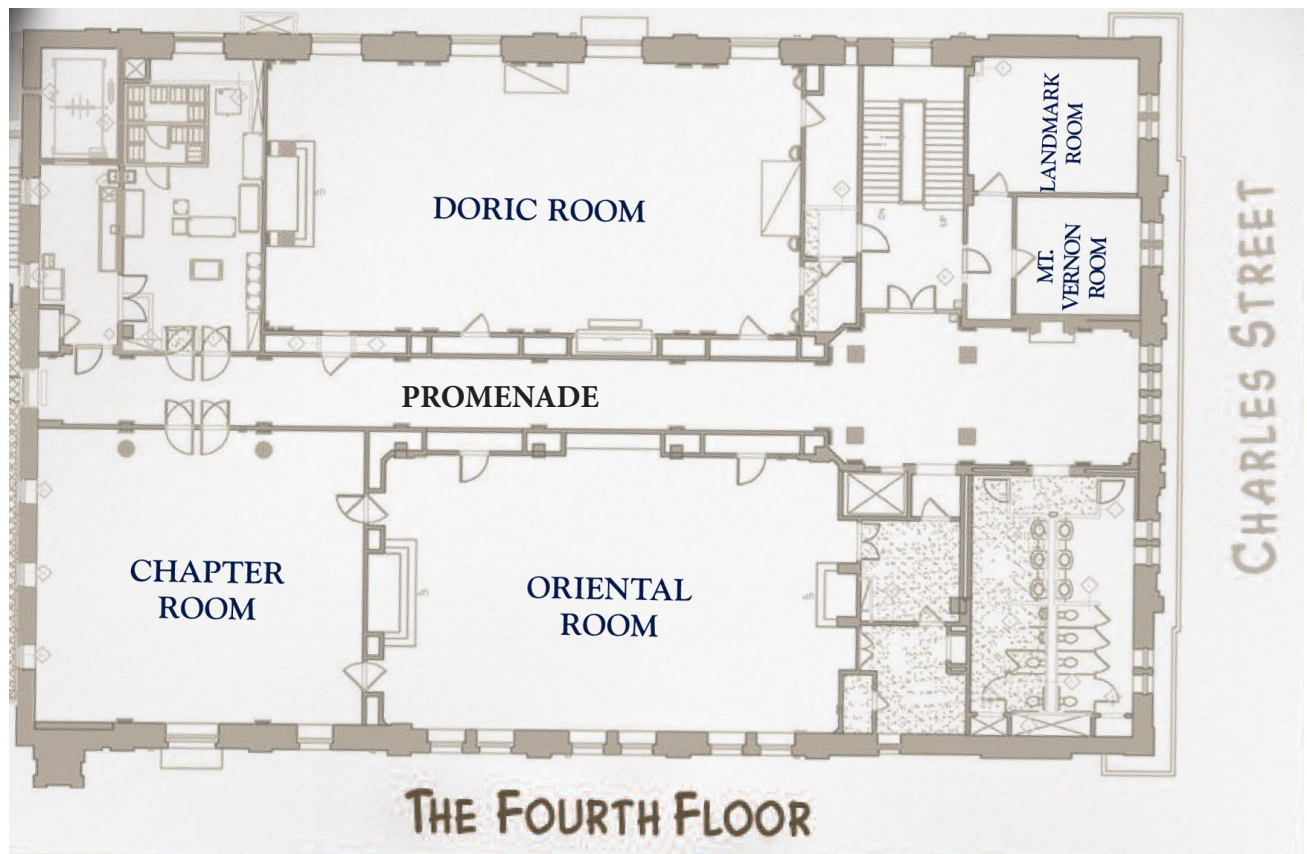 LANDMARK
ROOM
DORIC ROOM
MT.
VERNON
ROOM
CHARLES STREET
PROMENADE
CHAPTER
ROOM
ORIENTAL
ROOM
THE FOURTH FLOOR